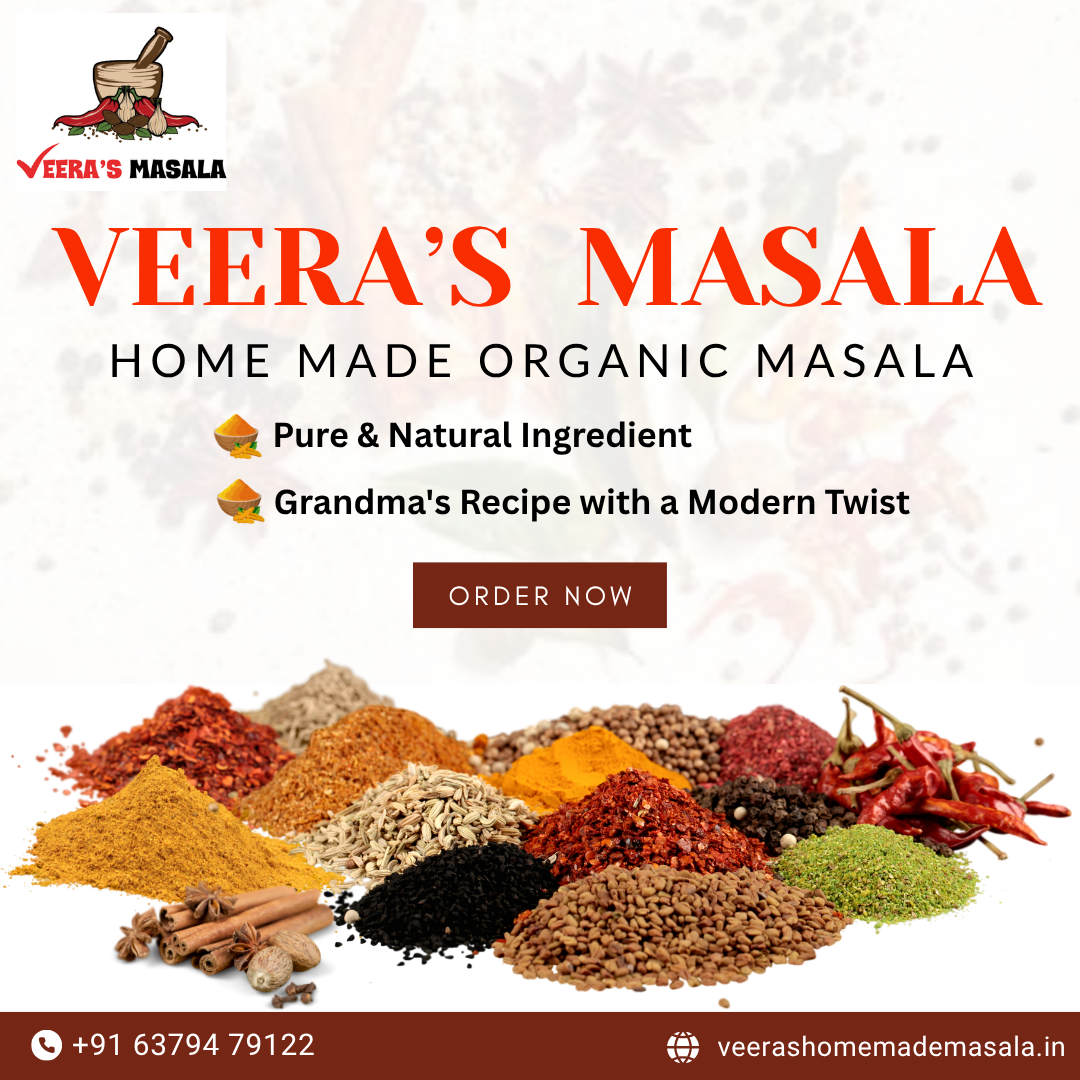 VEERA'S MASALA
VEERA'S MASALA
HOME MADE ORGANIC MASALA
Pure & Natural Ingredient
Grandma's Recipe with a Modern Twist
ORDER NOW
+91 63794 79122
veerashomemademasala.in